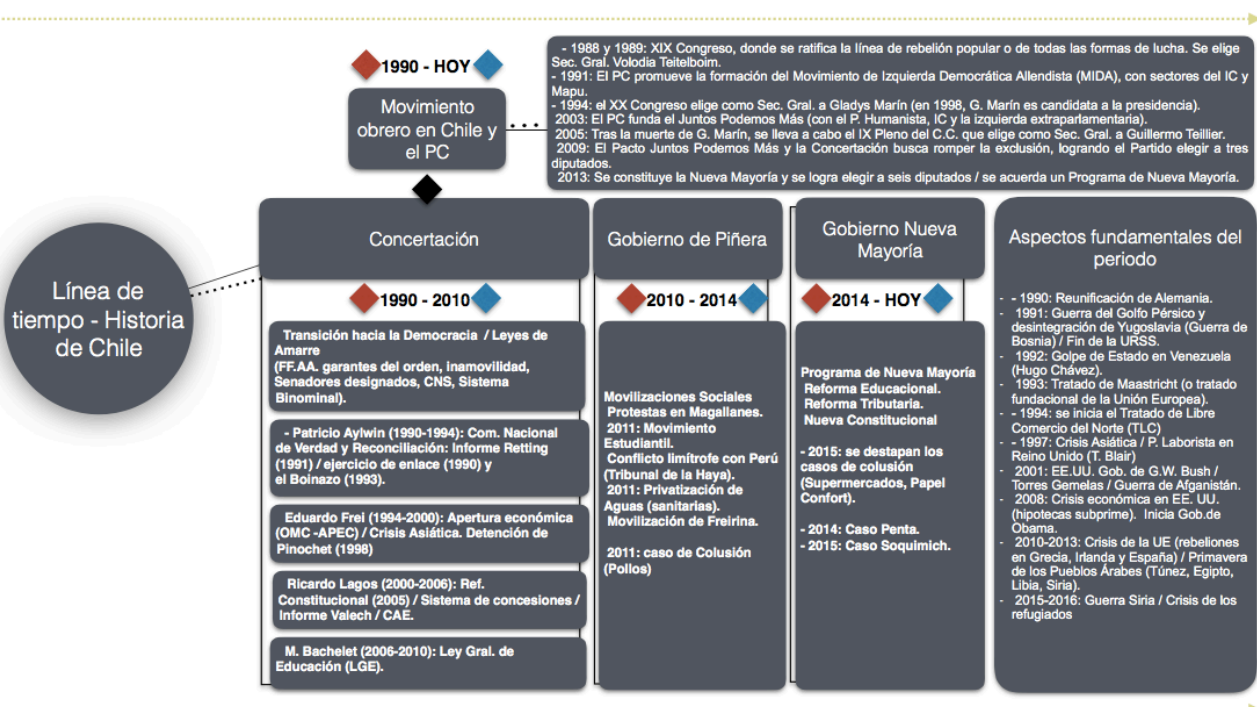 1990 - HOY
Movimiento
obrero en Chile y
el PC
- 1988 y 1989: XIX Congreso, donde se ratifica la línea de rebelión popular o de todas las formas de lucha. Se elige
Sec. Gral. Volodia Teitelboim.
- 1991: El PC promueve la formación del Movimiento de Izquierda Democrática Allendista (MIDA), con sectores del IC y
Mapu.
- 1994: el XX Congreso elige como Sec. Gral. a Gladys Marín (en 1998, G. Marín es candidata a la presidencia).
2003: El PC funda el Juntos Podemos Más (con el P. Humanista, IC y la izquierda extraparlamentaria).
2005: Tras la muerte de G. Marín, se lleva a cabo el IX Pleno del C.C. que elige como Sec. Gral. a Guillermo Teillier.
2009: El Pacto Juntos Podemos Más y la Concertación busca romper la exclusión, logrando el Partido elegir a tres
diputados.
2013: Se constituye la Nueva Mayoría y se logra elegir a seis diputados / se acuerda un Programa de Nueva Mayoría.
Línea de
tiempo - Historia
de Chile
Concertación
1990 - 2010
Transición hacia la Democracia / Leyes de
Amarre
(FF.AA. garantes del orden, inamovilidad,
Senadores designados, CNS, Sistema
Binominal).
- Patricio Aylwin (1990-1994): Com. Nacional
de Verdad y Reconciliación: Informe Retting
(1991) / ejercicio de enlace (1990) y
el Boinazo (1993).
Eduardo Frei (1994-2000): Apertura económica
(OMC -APEC) / Crisis Asiática. Detención de
Pinochet (1998)
Ricardo Lagos (2000-2006): Ref.
Constitucional (2005) / Sistema de concesiones /
Informe Valech / CAE.
M. Bachelet (2006-2010): Ley Gral. de
Educación (LGE).
Gobierno de Piñera
2010 - 2014
Movilizaciones Sociales
Protestas en Magallanes.
2011: Movimiento
Estudiantil.
Conflicto limítrofe con Perú
(Tribunal de la Haya).
2011: Privatización de
Aguas (sanitarias).
Movilización de Freirina.
2011: caso de Colusión
(Pollos)
Gobierno Nueva
Mayoría
2014 - HOY
Programa de Nueva Mayoría
Reforma Educacional.
Reforma Tributaria.
Nueva Constitucional
- 2015: se destapan los
casos de colusión
(Supermercados, Papel
Confort).
- 2014: Caso Penta.
- 2015: Caso Soquimich.
Aspectos fundamentales del
periodo
- - 1990: Reunificación de Alemania.
- 1991: Guerra del Golfo Pérsico y
desintegración de Yugoslavia (Guerra de
Bosnia) / Fin de la URSS.
- 1992: Golpe de Estado en Venezuela
(Hugo Chávez).
- 1993: Tratado de Maastricht (o tratado
fundacional de la Unión Europea).
- - 1994: se inicia el Tratado de Libre
Comercio del Norte (TLC)
- - 1997: Crisis Asiática / P. Laborista en
Reino Unido (T. Blair)
- 2001: EE.UU. Gob. de G.W. Bush /
Torres Gemelas / Guerra de Afganistán.
- 2008: Crisis económica en EE. UU.
(hipotecas subprime). Inicia Gob.de
Obama.
- 2010-2013: Crisis de la UE (rebeliones
en Grecia, Irlanda y España) / Primavera
de los Pueblos Árabes (Túnez, Egipto,
Libia, Siria).
- 2015-2016: Guerra Siria / Crisis de los
refugiados